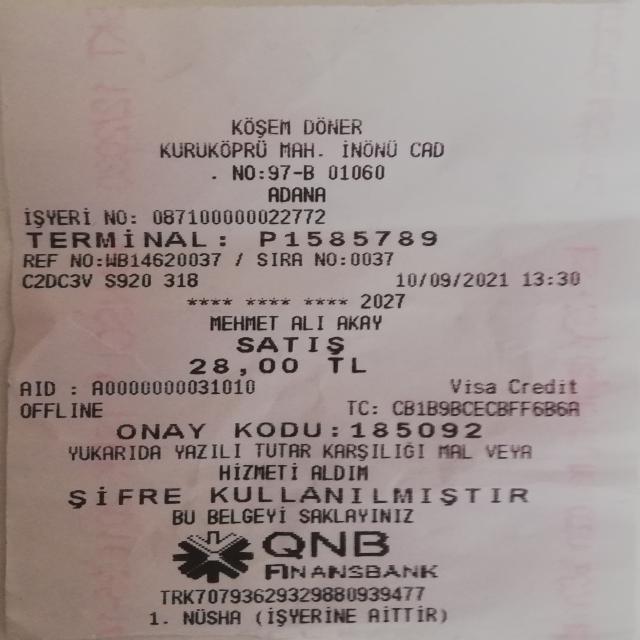 KÖŞEM DÖNER
KURUKÖPRÜ MAH. İNÖNÜ CAD
. NO:97-B 01060
ADANA
İŞYERİ NO: 087100000022772
TERMİNAL: P1585789
REF NO:WB14620037 / SIRA NO:0037
C2DC3V S920 318 10/09/2021 13:30
**** **** **** 2027
MEHMET ALI AKAY
SATIŞ
28,00 TL
AID : A0000000031010 Visa Credit
OFFLINE TC: CB1B9BCECBFF6B6A
ONAY KODU:185092
YUKARIDA YAZILI TUTAR KARŞILIĞI MAL VEYA
HİZMETİ ALDIM
ŞİFRE KULLANILMIŞTIR
BU BELGEYİ SAKLAYINIZ
QNB
FINANSBANK
TRK70793629329880939477
1. NÜSHA (İŞYERİNE AİTTİR)